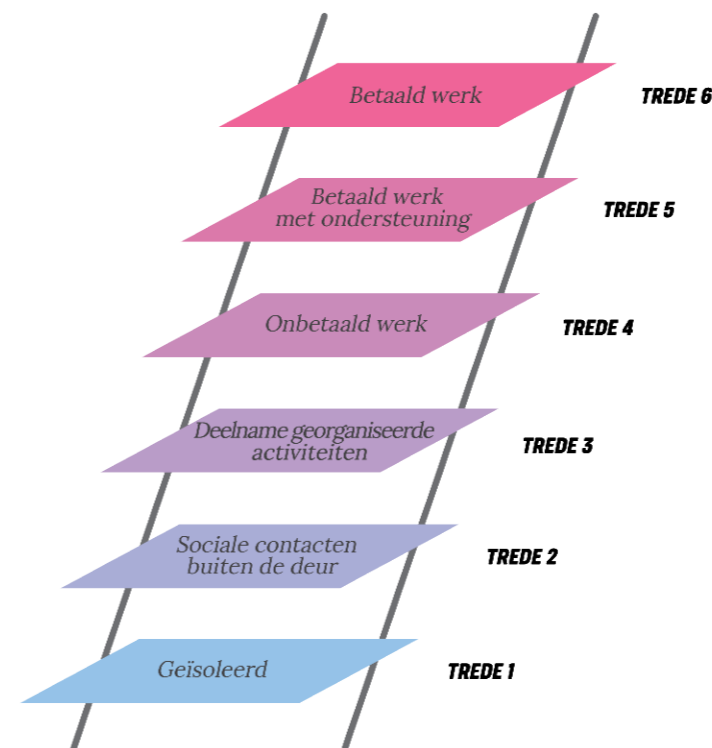 Betaald werk
TREDE 6
Betaald werk
met ondersteuning
TREDE 5
Onbetaald werk
TREDE 4
Deelname georganiseerde
activiteiten
TREDE 3
Sociale contacten
buiten de deur
TREDE 2
Geïsoleerd
TREDE 1